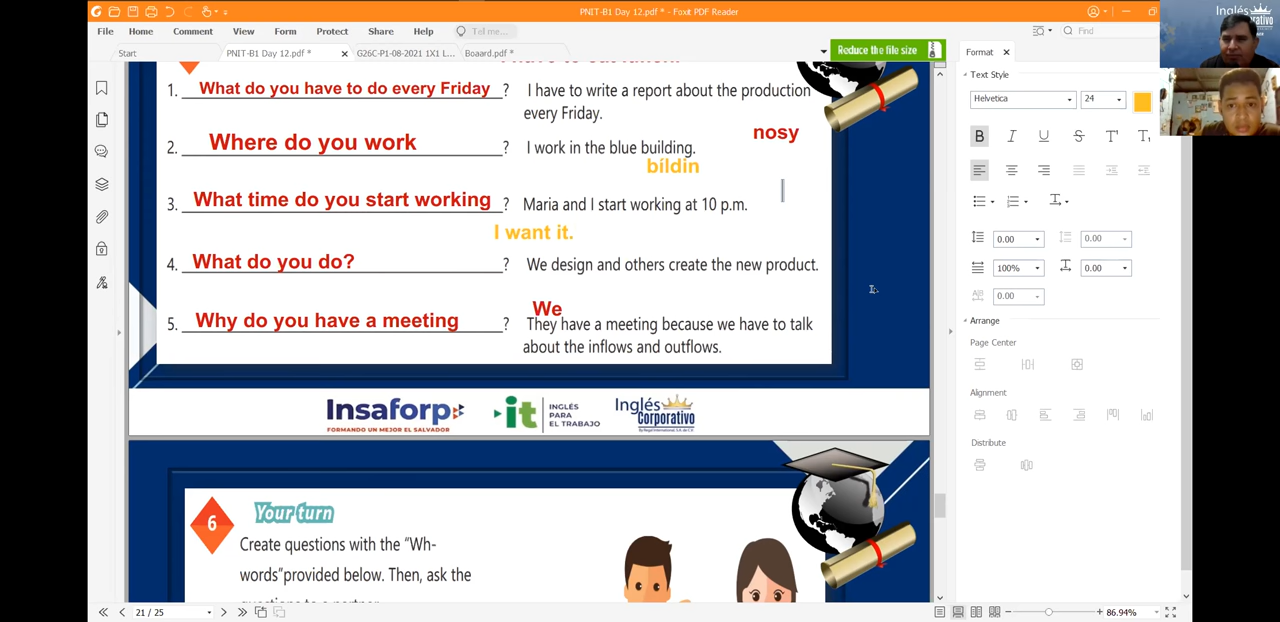 PNIT-B1 Day 12.pdf * - Foxit PDF Reader
Inglés
Corporativo
File Home Comment View Form Protect Share Help Tell me... Find
Start PNIT-B1 Day 12.pdf * G26C-P1-08-2021 1X1 L... Boaard.pdf * Reduce the file size Format
Text Style
Helvetica 24
1. What do you have to do every Friday ? I have to write a report about the production
every Friday.
nosy
2. Where do you work ? I work in the blue building.
bíldin
3. What time do you start working ? Maria and I start working at 10 p.m.
I want it.
4. What do you do? ? We design and others create the new product.
We
5. Why do you have a meeting ? They have a meeting because we have to talk
about the inflows and outflows.
0.00 0.00
100% 0.00
0.00
Arrange
Page Center
Alignment
Distribute
Insaforp
FORMANDO UN MEJOR EL SALVADOR
it INGLÉS
PARA
EL TRABAJO
Inglés
Corporativo
6 Your turn
Create questions with the "Wh-
words"provided below. Then, ask the
21 / 25 86.94%